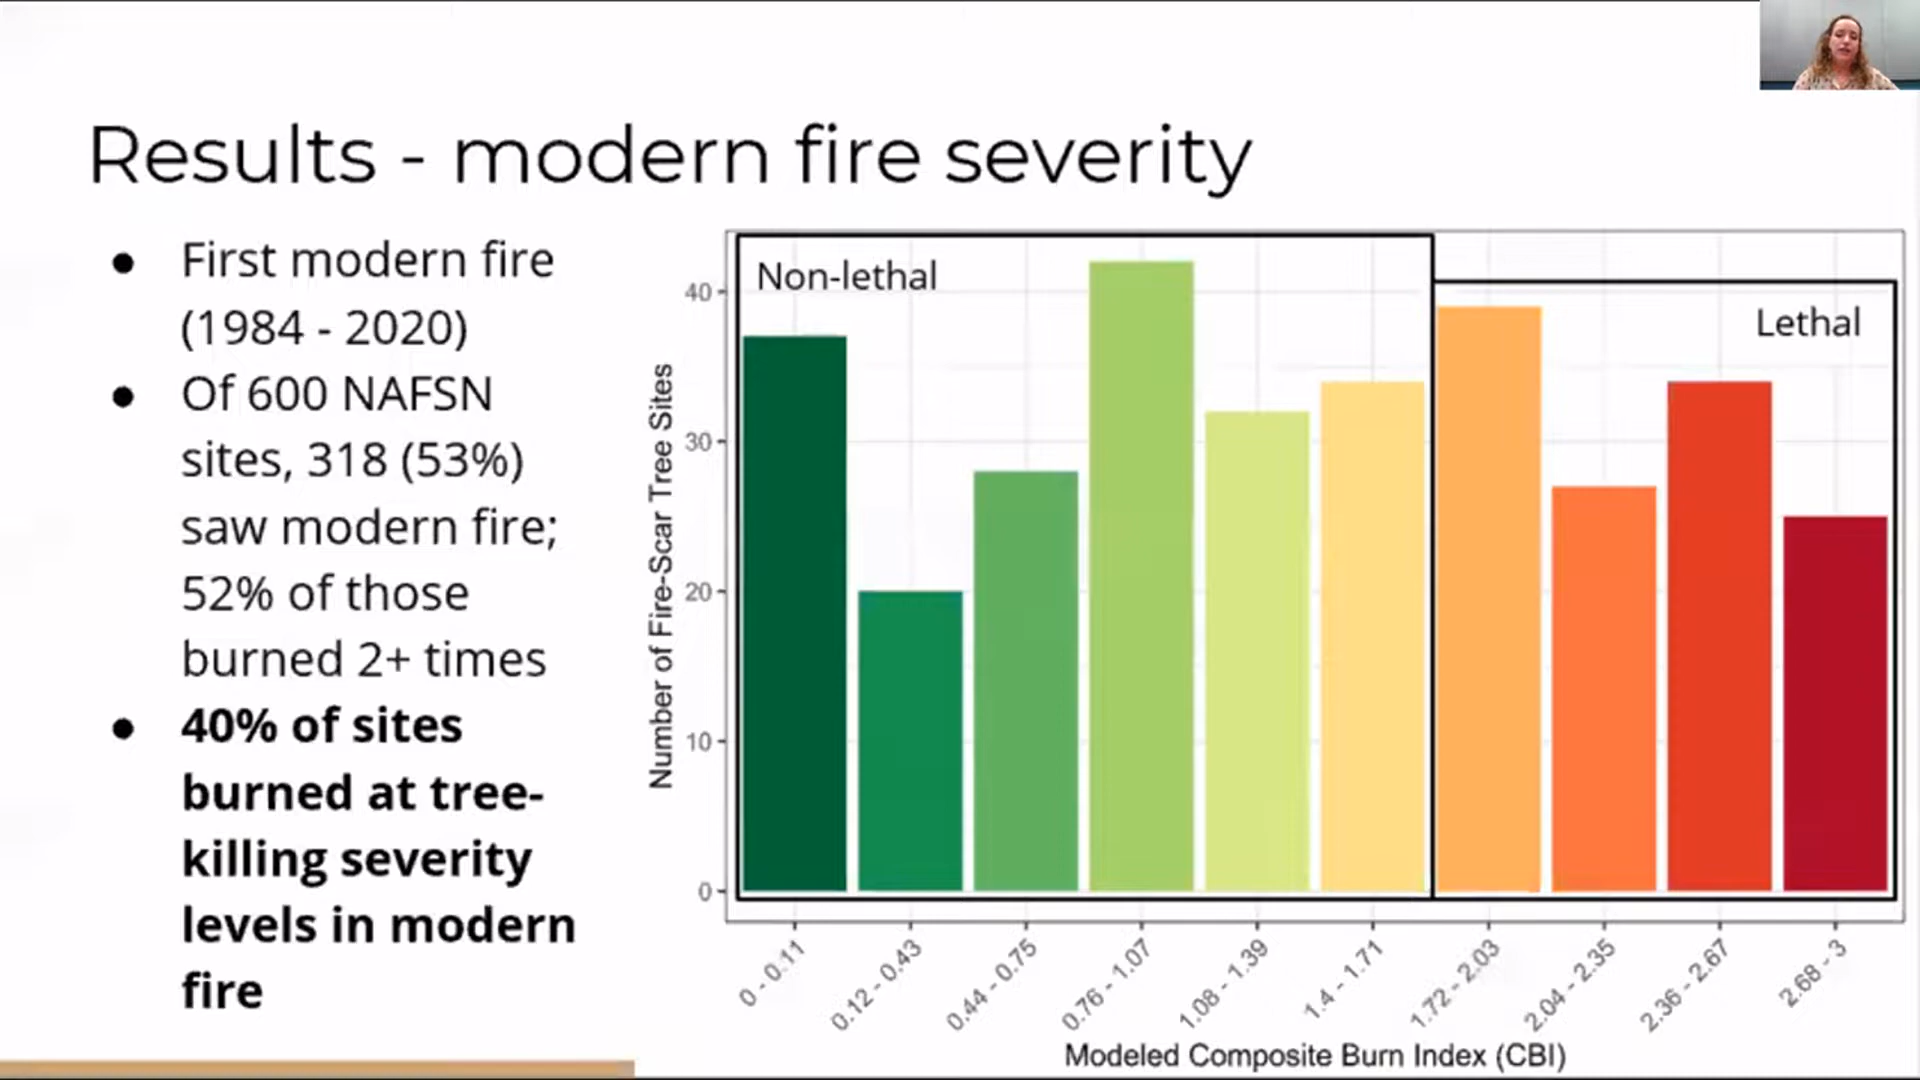 Results - modern fire severity
● First modern fire
(1984 - 2020)
● Of 600 NAFSN
sites, 318 (53%)
saw modern fire;
52% of those
burned 2+ times
● 40% of sites
burned at tree-
killing severity
levels in modern
fire
Non-lethal
Lethal
Number of Fire-Scar Tree Sites
40
30
20
10
0
0 - 0.11
0.12 - 0.43
0.44 - 0.75
0.76 - 1.07
1.08 - 1.39
1.4 - 1.71
1.72 - 2.03
2.04 - 2.35
2.36 - 2.67
2.68 - 3
Modeled Composite Burn Index (CBI)